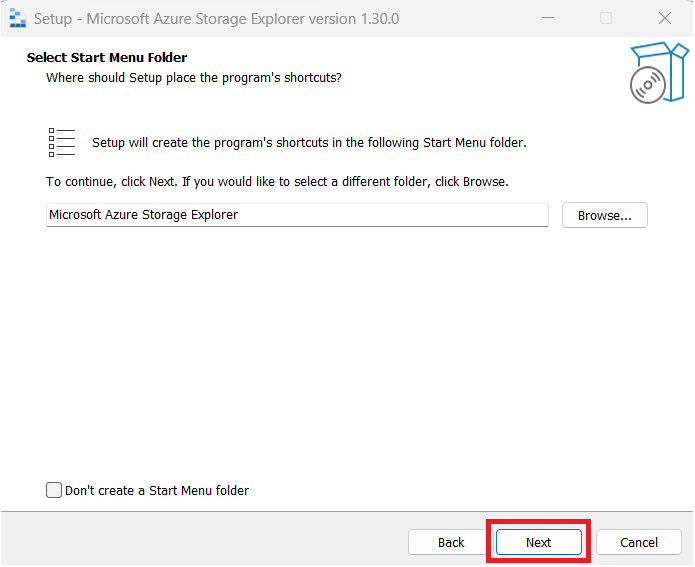 Setup - Microsoft Azure Storage Explorer version 1.30.0
Select Start Menu Folder
Where should Setup place the program's shortcuts?
Setup will create the program's shortcuts in the following Start Menu folder.
To continue, click Next. If you would like to select a different folder, click Browse.
Microsoft Azure Storage Explorer
Browse...
Don't create a Start Menu folder
Back
Next
Cancel